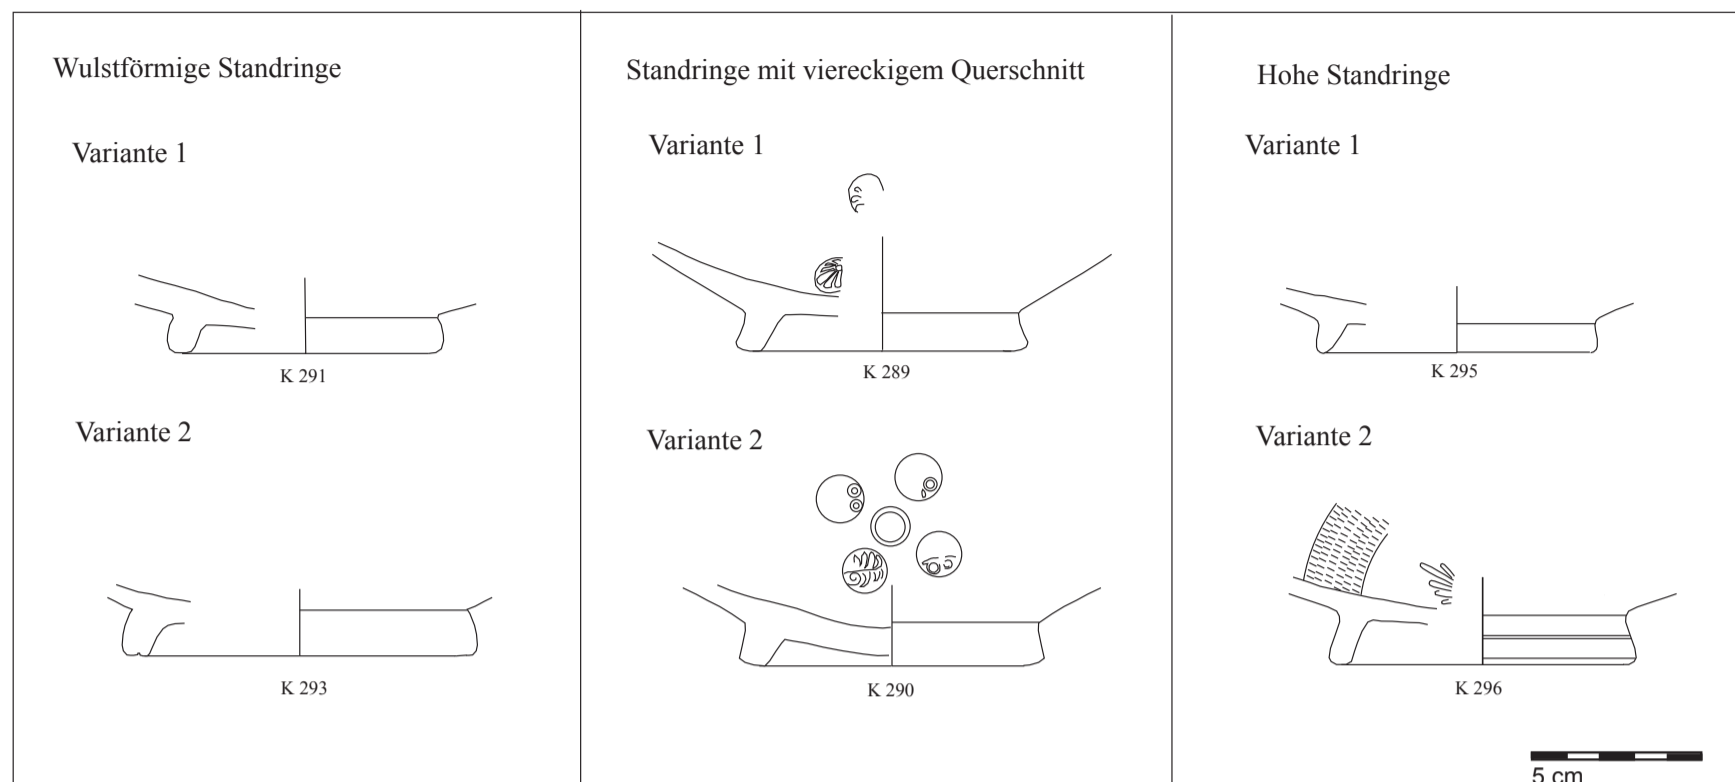 Wulstförmige Standringe
Variante 1
K 291
Variante 2
K 293
Standringe mit viereckigem Querschnitt
Variante 1
K 289
Variante 2
K 290
Hohe Standringe
Variante 1
K 295
Variante 2
K 296
5 cm